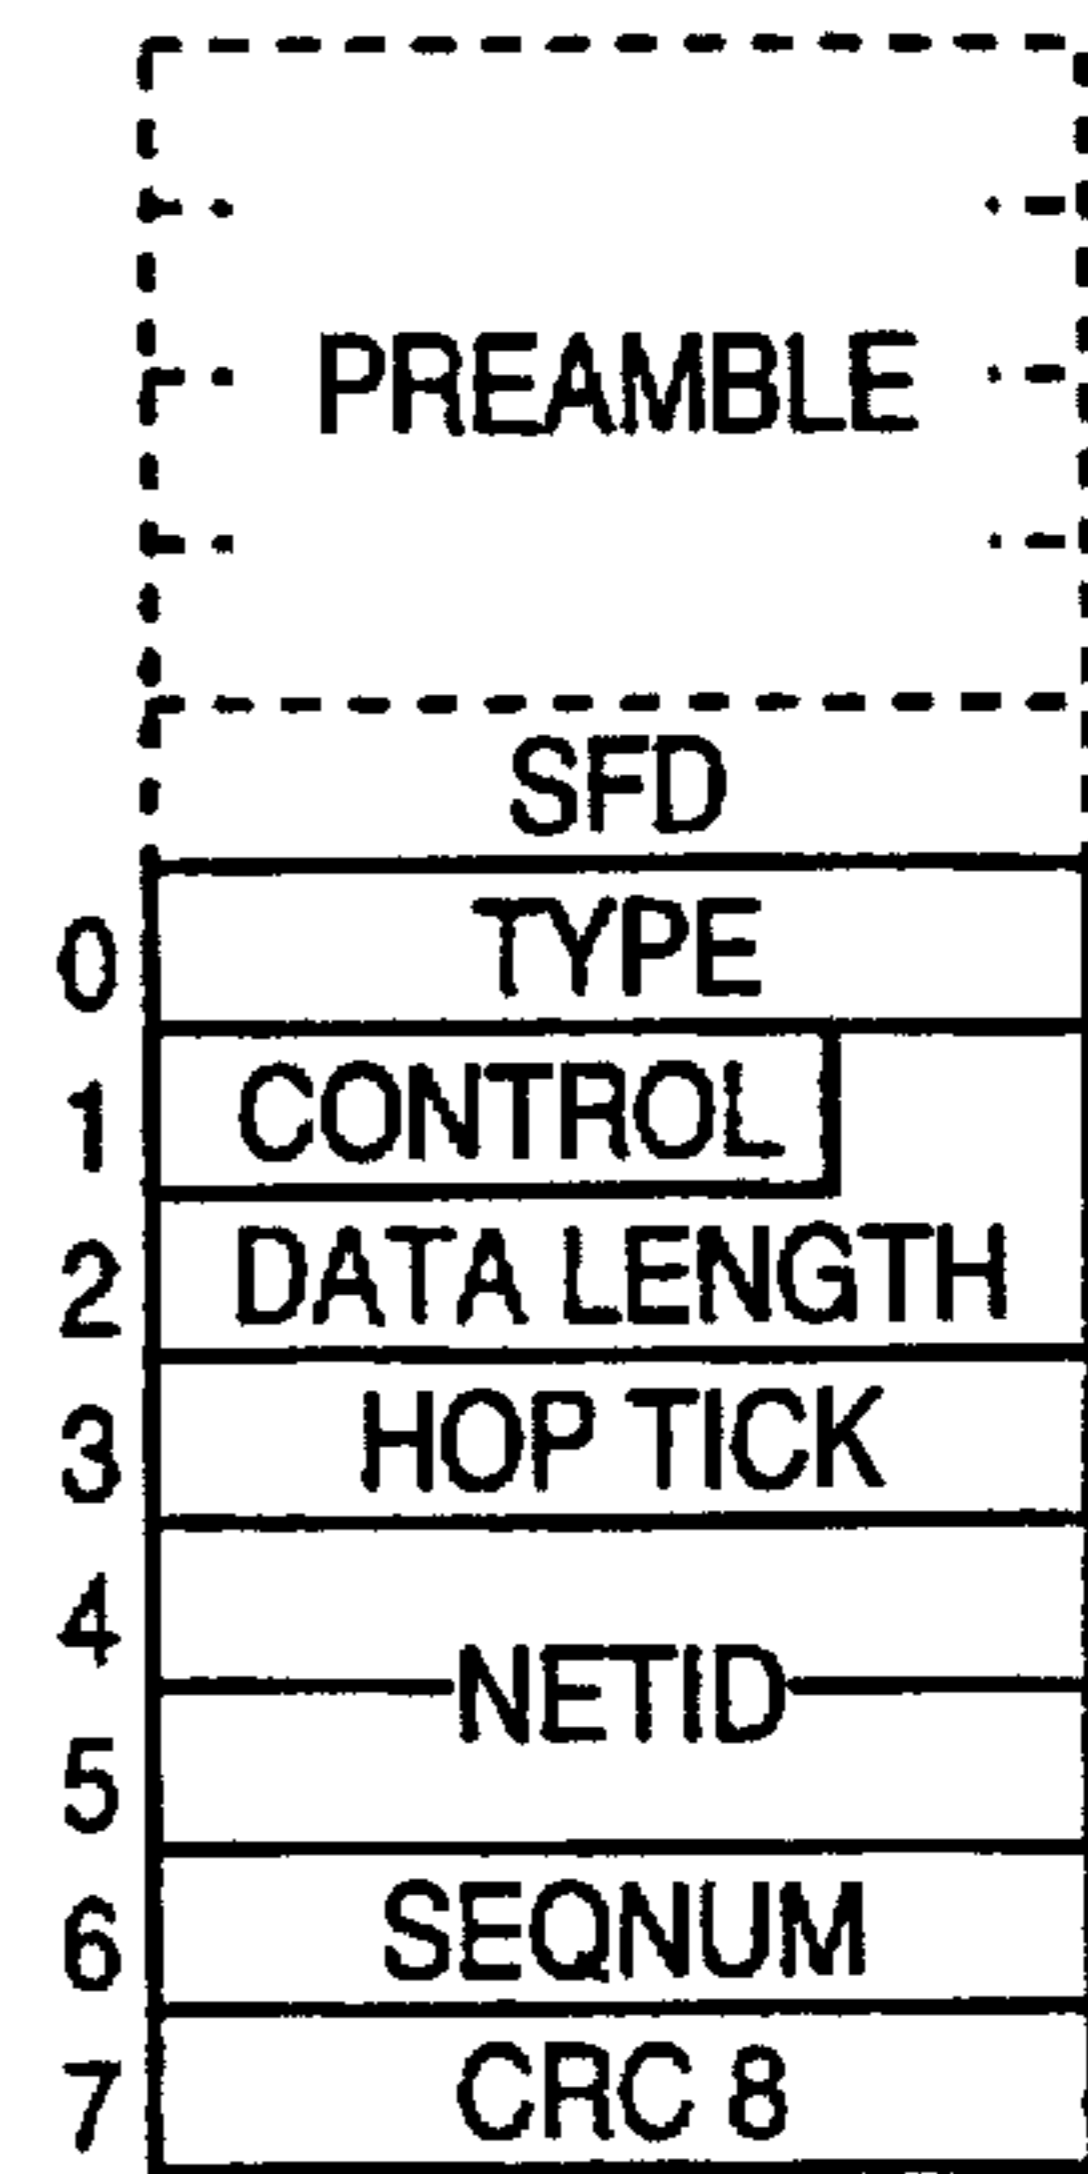 PREAMBLE
SFD
0 TYPE
1 CONTROL
2 DATA LENGTH
3 HOP TICK
4
NETID
5
6 SEQNUM
7 CRC 8